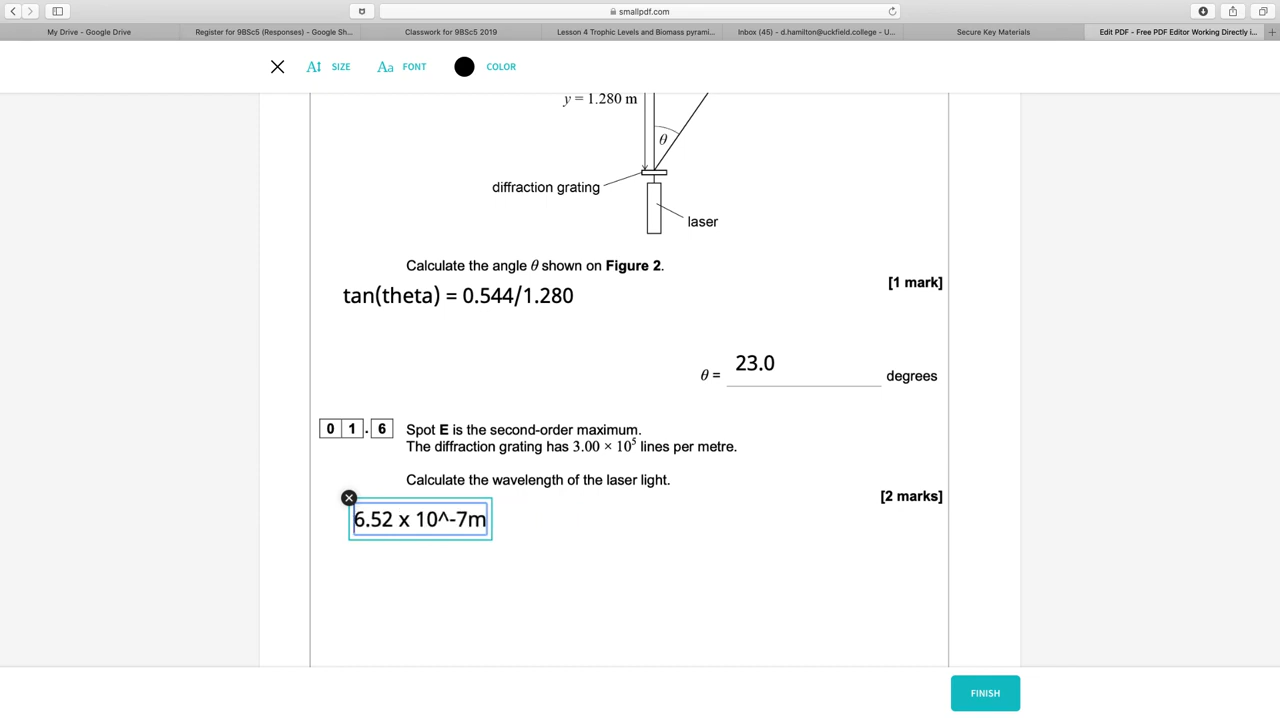 smallpdf.com
My Drive - Google Drive
Register for 9BSc5 (Responses) - Google Sh...
Classwork for 9BSc5 2019
Lesson 4 Trophic Levels and Biomass pyrami...
Inbox (45) - d.hamilton@uckfield.college - U...
Secure Key Materials
Edit PDF - Free PDF Editor Working Directly i...
SIZE
Aa FONT
COLOR
y = 1.280 m
θ
diffraction grating
laser
Calculate the angle θ shown on Figure 2.
[1 mark]
tan(theta) = 0.544/1.280
θ = 23.0 degrees
0 1 . 6 Spot E is the second-order maximum.
The diffraction grating has 3.00 × 10⁵ lines per metre.
Calculate the wavelength of the laser light.
[2 marks]
6.52 x 10^-7m
FINISH